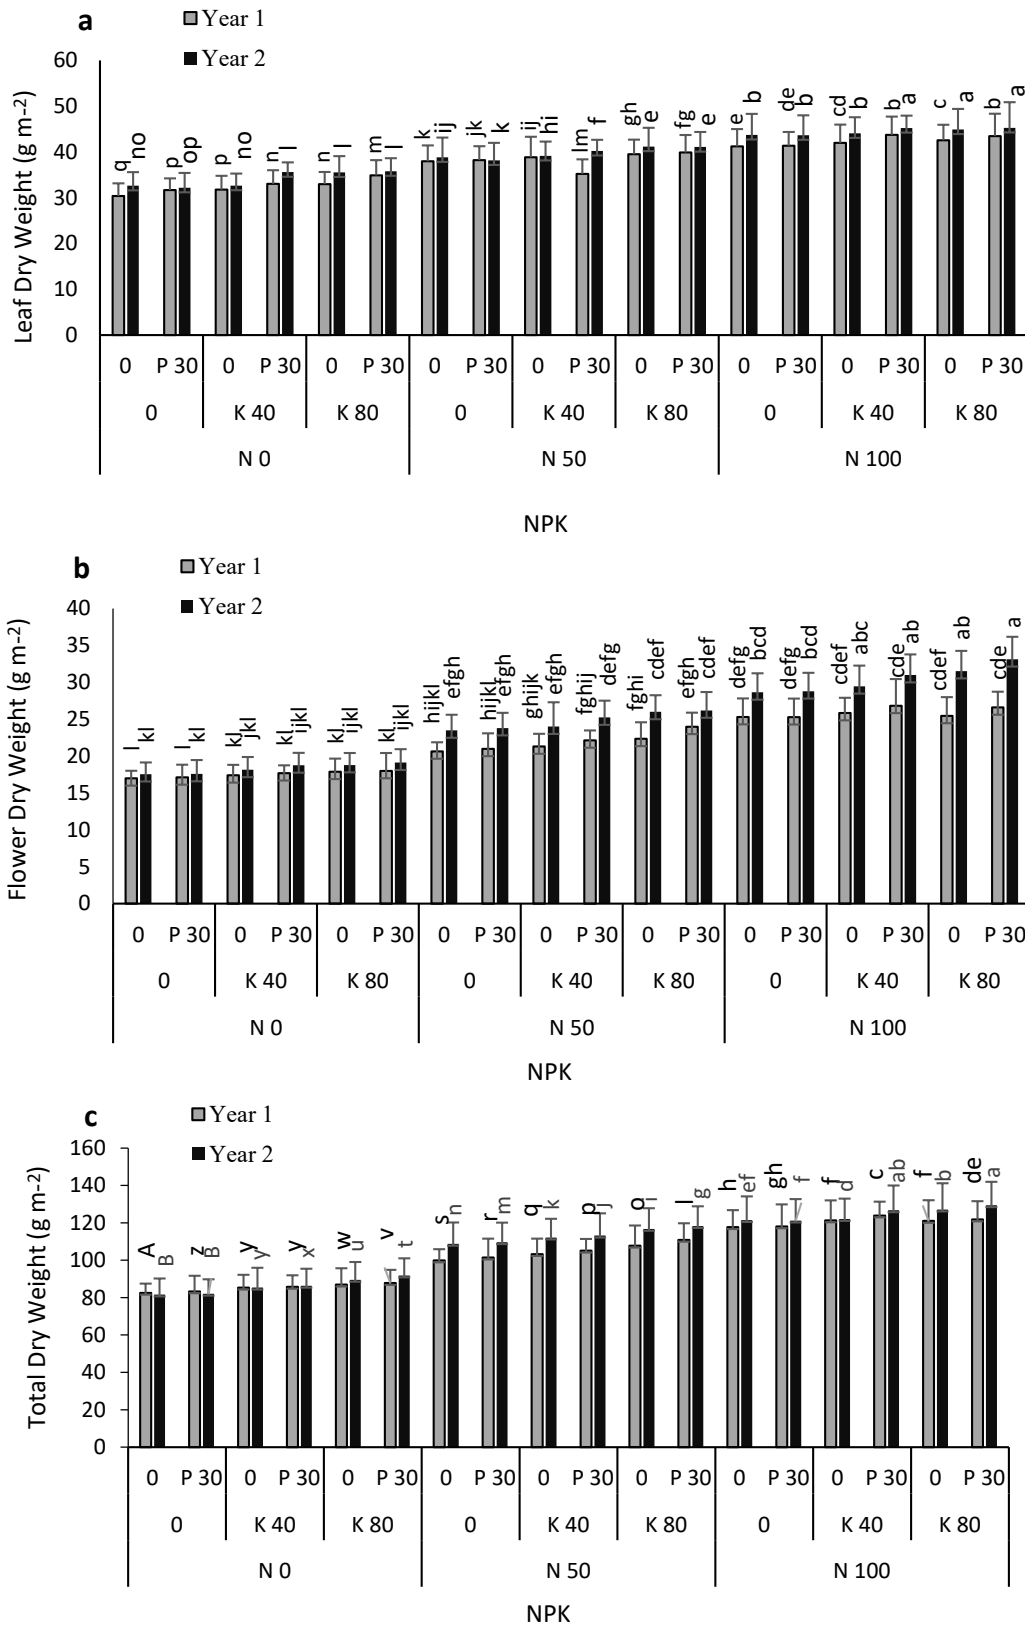 a
Year 1
Year 2
Leaf Dry Weight (g m-2)
60
50
40
30
20
10
0
q no p op p no n l n l m l k ij jk k ij hi lm f gh e fg e e b de b cd b b a c a b a
0 P 30 0 P 30 0 P 30 0 P 30 0 P 30 0 P 30 0 P 30 0 P 30 0 P 30
0 K 40 K 80 0 K 40 K 80 0 K 40 K 80
N 0 N 50 N 100
NPK
b
Year 1
Year 2
Flower Dry Weight (g m-2)
40
35
30
25
20
15
10
5
0
l kl l kl kl jkl kl ijkl kl ijkl kl ijkl hijkl efgh hijkl efgh ghijk efgh fghij defg fghi cdef efgh cdef defg bcd defg bcd cdef abc cde ab cdef ab cde a
0 P 30 0 P 30 0 P 30 0 P 30 0 P 30 0 P 30 0 P 30 0 P 30 0 P 30
0 K 40 K 80 0 K 40 K 80 0 K 40 K 80
N 0 N 50 N 100
NPK
c
Year 1
Year 2
Total Dry Weight (g m-2)
160
140
120
100
80
60
40
20
0
A B z B y y y x w u v t s n r m q k p j o i l g h ef gh f f d c ab f b de a
0 P 30 0 P 30 0 P 30 0 P 30 0 P 30 0 P 30 0 P 30 0 P 30 0 P 30
0 K 40 K 80 0 K 40 K 80 0 K 40 K 80
N 0 N 50 N 100
NPK